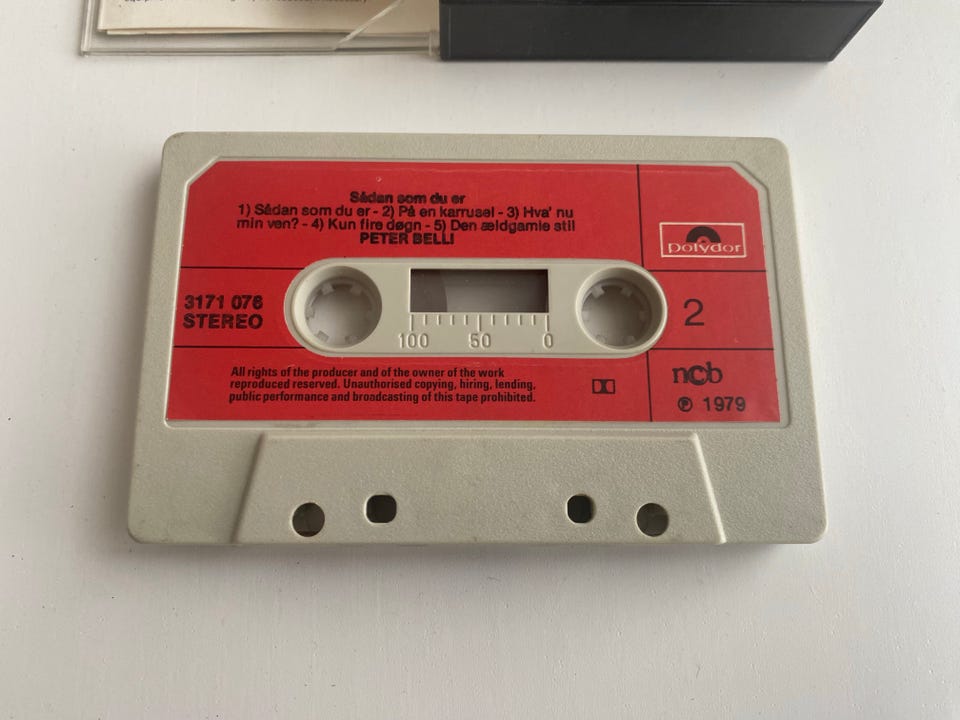 Sådan som du er
1) Sådan som du er - 2) På en karrusel - 3) Hva' nu
min ven? - 4) Kun fire døgn - 5) Den ældgamle stil
PETER BELLI
polydor
3171 076
STEREO
100 50 0
2
All rights of the producer and of the owner of the work
reproduced reserved. Unauthorised copying, hiring, lending,
public performance and broadcasting of this tape prohibited.
ncb
℗ 1979